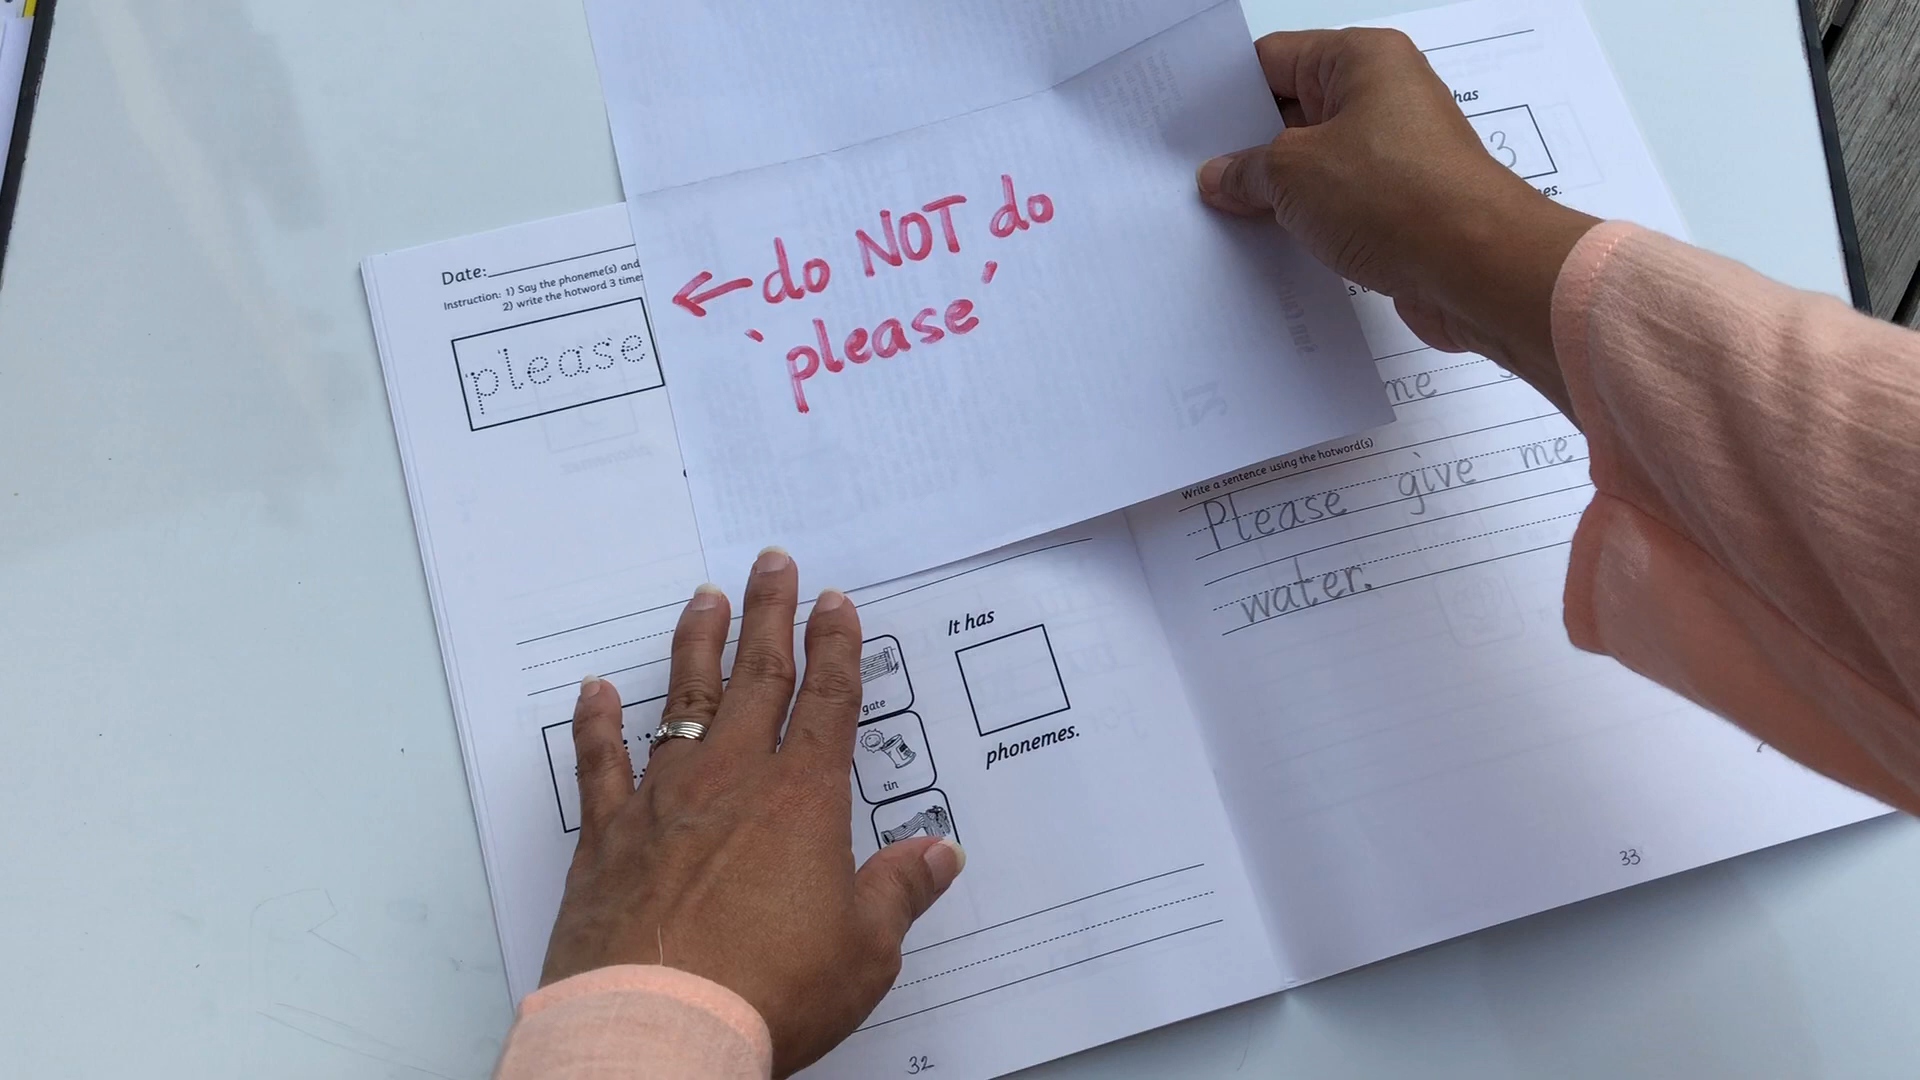 Date:
Instruction: 1) Say the phoneme(s) and
2) write the hotword 3 times
please
← do NOT do
'please'
It has
phonemes.
gate
tin
32
has
3
es.
me
Write a sentence using the hotword(s)
Please give me
water.
33